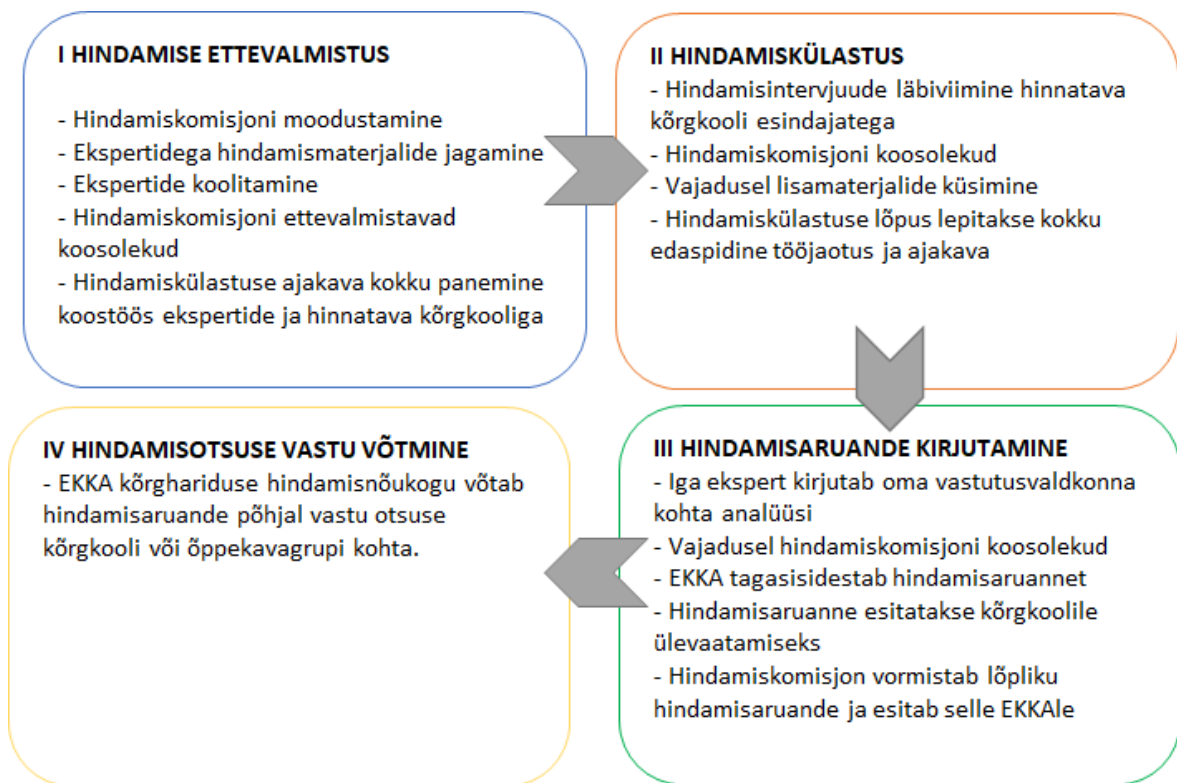 I HINDAMISE ETTEVALMISTUS
- Hindamiskomisjoni moodustamine
- Ekspertidega hindamismaterjalide jagamine
- Ekspertide koolitamine
- Hindamiskomisjoni ettevalmistavad
koosolekud
- Hindamiskülastuse ajakava kokku panemine
koostöös ekspertide ja hinnatava kõrgkooliga
II HINDAMISKÜLASTUS
- Hindamisintervjuude läbiviimine hinnatava
kõrgkooli esindajatega
- Hindamiskomisjoni koosolekud
- Vajadusel lisamaterjalide küsimine
- Hindamiskülastuse lõpus lepitakse kokku
edaspidine tööjaotus ja ajakava
III HINDAMISARUANDE KIRJUTAMINE
- Iga ekspert kirjutab oma vastutusvaldkonna
kohta analüüsi
- Vajadusel hindamiskomisjoni koosolekud
- EKKA tagasisidestab hindamisaruannet
- Hindamisaruanne esitatakse kõrgkoolile
ülevaatamiseks
- Hindamiskomisjon vormistab lõpliku
hindamisaruande ja esitab selle EKKAle
IV HINDAMISOTSUSE VASTU VÕTMINE
- EKKA kõrghariduse hindamisnõukogu võtab
hindamisaruande põhjal vastu otsuse
kõrgkooli või õppekavagrupi kohta.